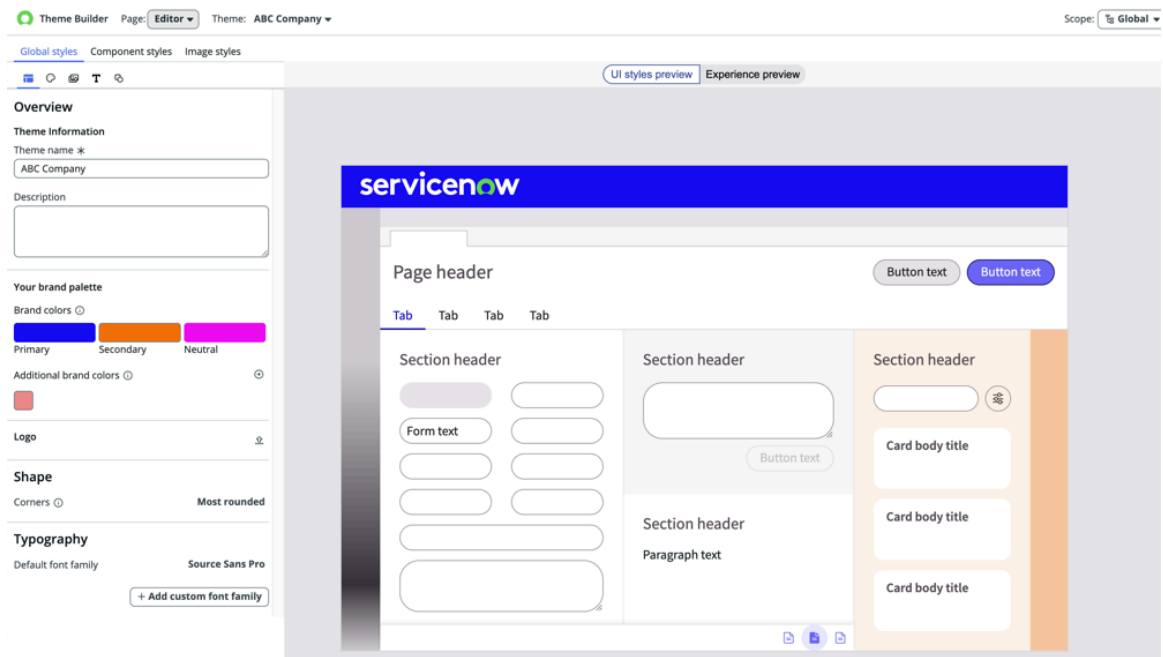 Theme Builder Page: Editor Theme: ABC Company Scope: Global
Global styles Component styles Image styles
UI styles preview Experience preview
Overview
Theme Information
Theme name *
ABC Company
Description
Your brand palette
Brand colors
Primary Secondary Neutral
Additional brand colors
Logo
Shape
Corners Most rounded
Typography
Default font family Source Sans Pro
+ Add custom font family
servicenow
Page header Button text Button text
Tab Tab Tab Tab
Section header
Form text
Section header
Button text
Section header
Paragraph text
Section header
Card body title
Card body title
Card body title